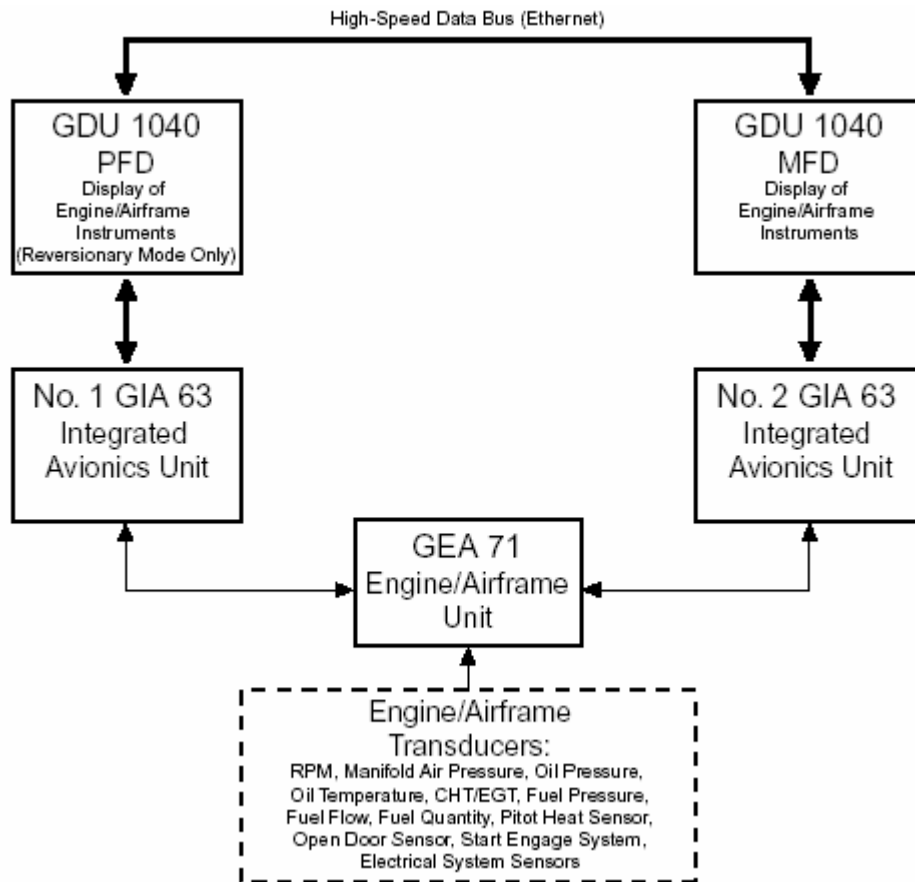 High-Speed Data Bus (Ethernet)
GDU 1040
PFD
Display of
Engine/Airframe
Instruments
(Reversionary Mode Only)
GDU 1040
MFD
Display of
Engine/Airframe
Instruments
No. 1 GIA 63
Integrated
Avionics Unit
No. 2 GIA 63
Integrated
Avionics Unit
GEA 71
Engine/Airframe
Unit
Engine/Airframe
Transducers:
RPM, Manifold Air Pressure, Oil Pressure,
Oil Temperature, CHT/EGT, Fuel Pressure,
Fuel Flow, Fuel Quantity, Pitot Heat Sensor,
Open Door Sensor, Start Engage System,
Electrical System Sensors